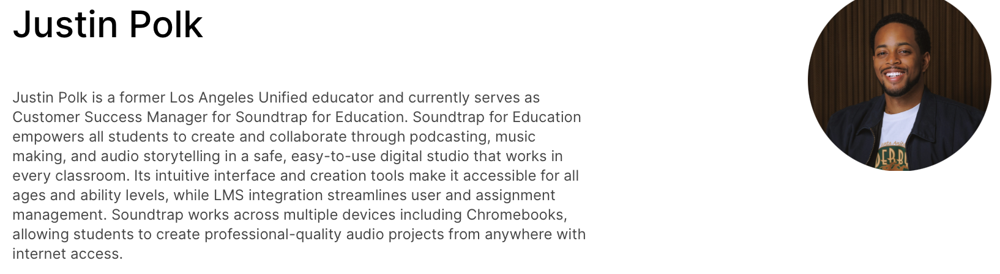 Justin Polk
Justin Polk is a former Los Angeles Unified educator and currently serves as
Customer Success Manager for Soundtrap for Education. Soundtrap for Education
empowers all students to create and collaborate through podcasting, music
making, and audio storytelling in a safe, easy-to-use digital studio that works in
every classroom. Its intuitive interface and creation tools make it accessible for all
ages and ability levels, while LMS integration streamlines user and assignment
management. Soundtrap works across multiple devices including Chromebooks,
allowing students to create professional-quality audio projects from anywhere with
internet access.